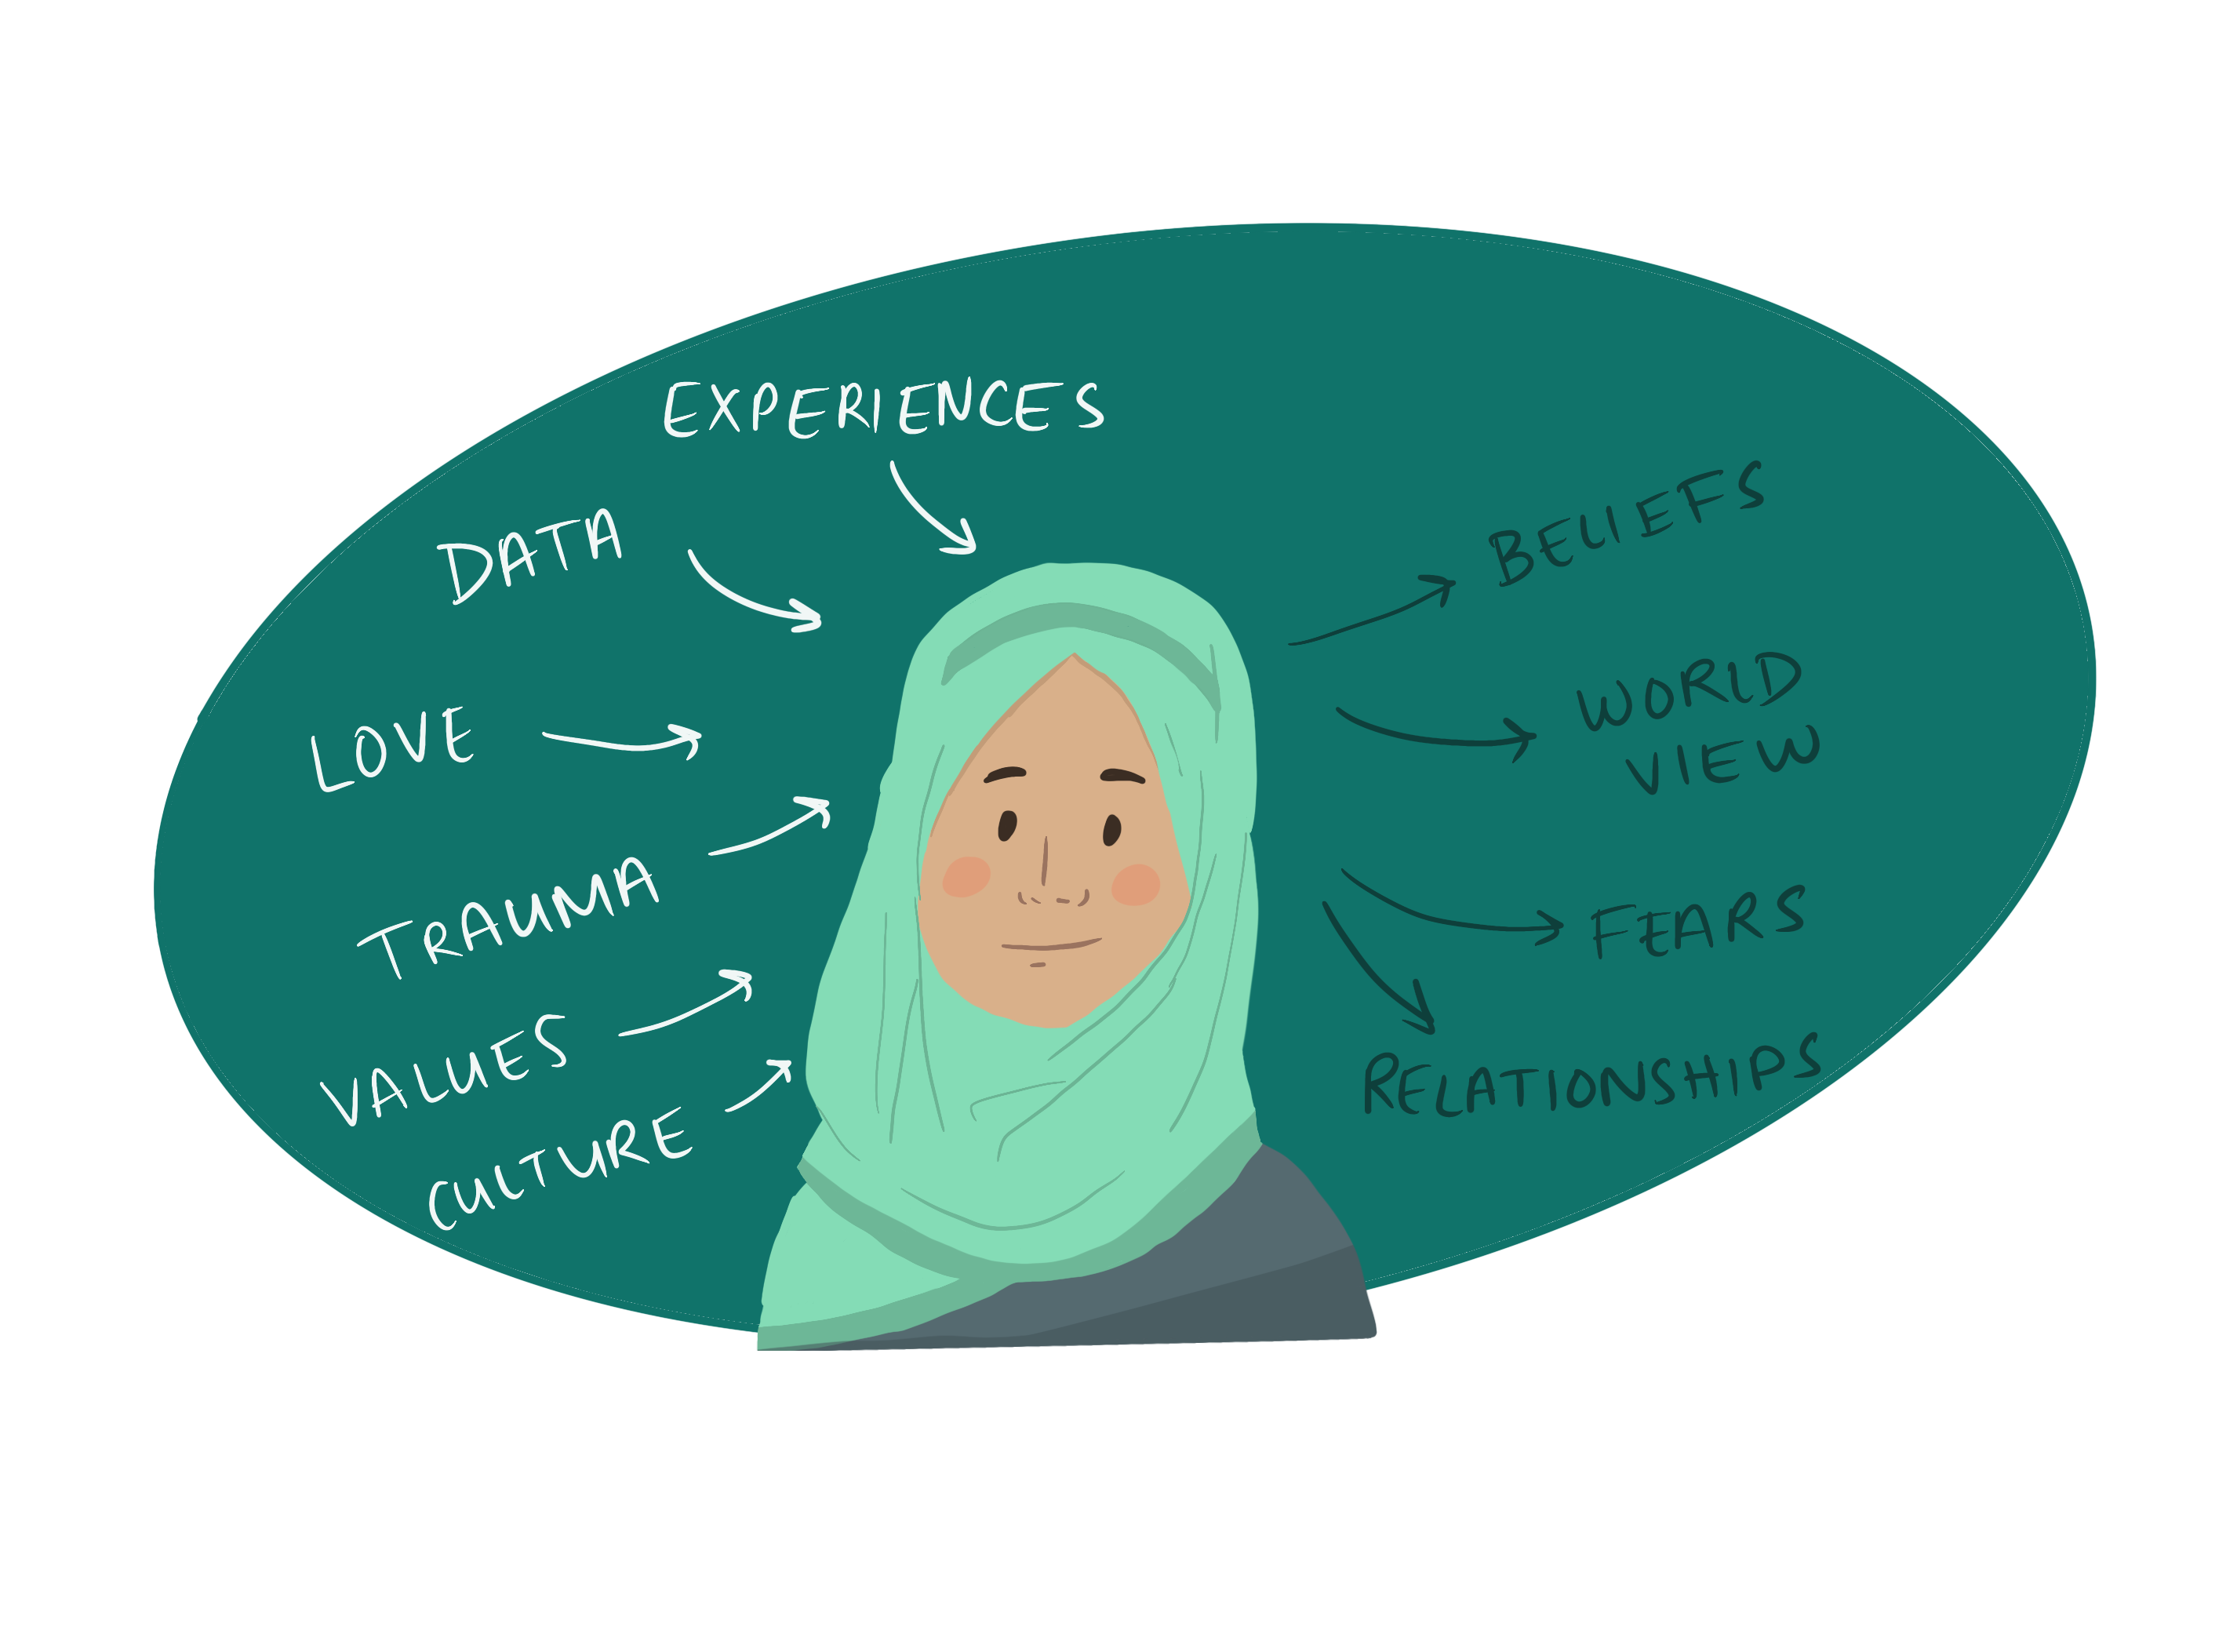 EXPERIENCES
DATA
LOVE
TRAUMA
VALUES
CULTURE
BELIEFS
WORLD
VIEW
FEARS
RELATIONSHIPS